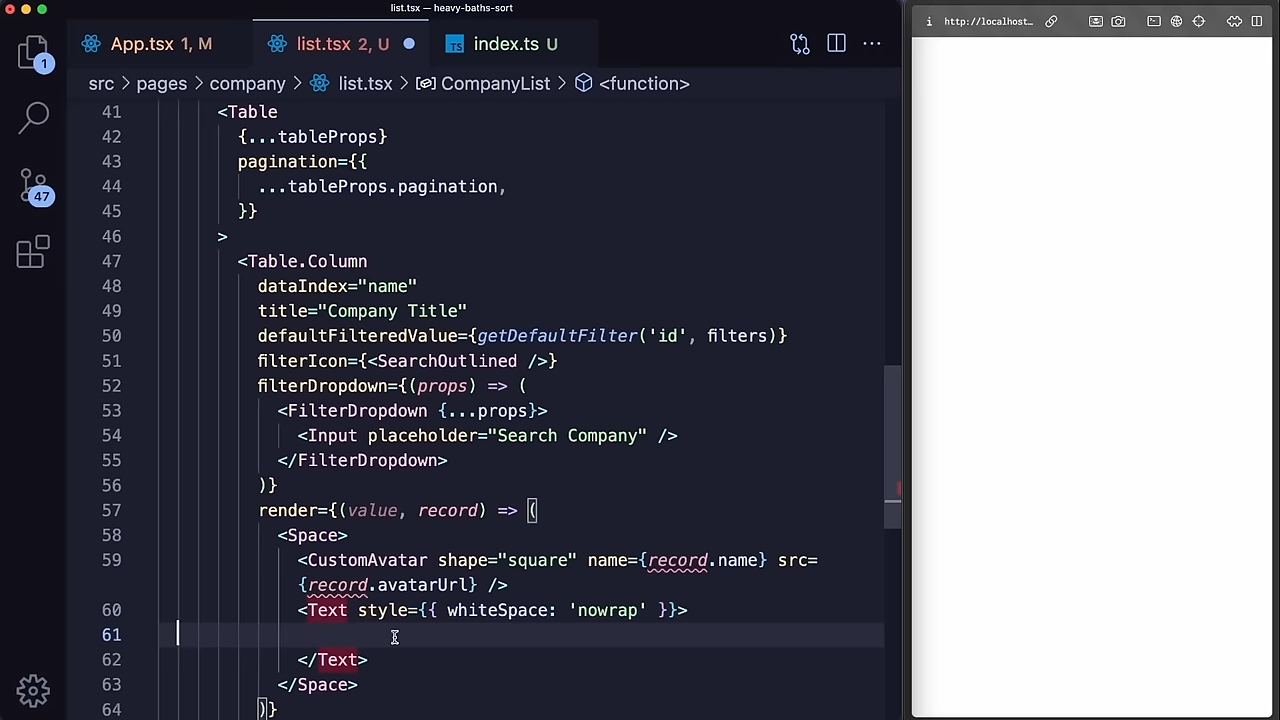 list.tsx — heavy-baths-sort
App.tsx 1, M
list.tsx 2, U
index.ts U
i http://localhost…
1
47
src > pages > company > list.tsx > CompanyList > <function>
41 <Table
42 {...tableProps}
43 pagination={{
44 ...tableProps.pagination,
45 }}
46 >
47 <Table.Column
48 dataIndex="name"
49 title="Company Title"
50 defaultFilteredValue={getDefaultFilter('id', filters)}
51 filterIcon={<SearchOutlined />}
52 filterDropdown={(props) => (
53 <FilterDropdown {...props}>
54 <Input placeholder="Search Company" />
55 </FilterDropdown>
56 )}
57 render={(value, record) => (
58 <Space>
59 <CustomAvatar shape="square" name={record.name} src=
{record.avatarUrl} />
60 <Text style={{ whiteSpace: 'nowrap' }}>
61
62 </Text>
63 </Space>
64 )}